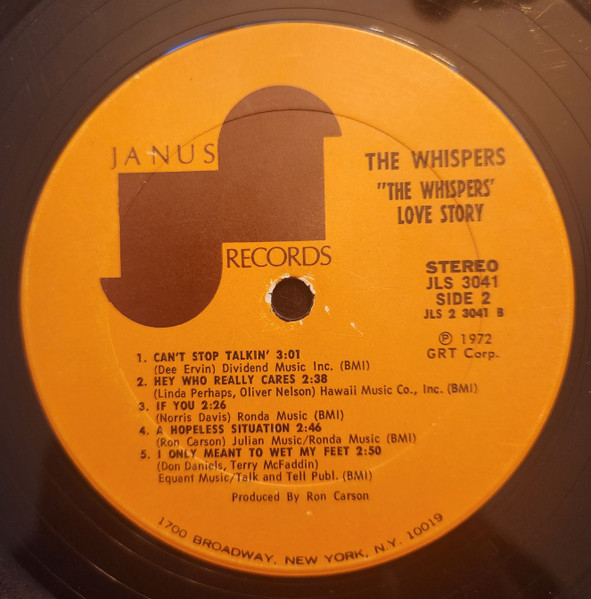 JANUS
RECORDS
THE WHISPERS
"THE WHISPERS'
LOVE STORY
STEREO
JLS 3041
SIDE 2
JLS 2 3041 B
℗ 1972
GRT Corp.
1. CAN'T STOP TALKIN' 3:01
(Dee Ervin) Dividend Music Inc. (BMI)
2. HEY WHO REALLY CARES 2:38
(Linda Perhaps, Oliver Nelson) Hawaii Music Co., Inc. (BMI)
3. IF YOU 2:26
(Norris Davis) Ronda Music (BMI)
4. A HOPELESS SITUATION 2:46
(Ron Carson) Julian Music/Ronda Music (BMI)
5. I ONLY MEANT TO WET MY FEET 2:50
(Don Daniels, Terry McFaddin)
Equant Music/Talk and Tell Publ. (BMI)
Produced By Ron Carson
1700 BROADWAY, NEW YORK, N.Y. 10019